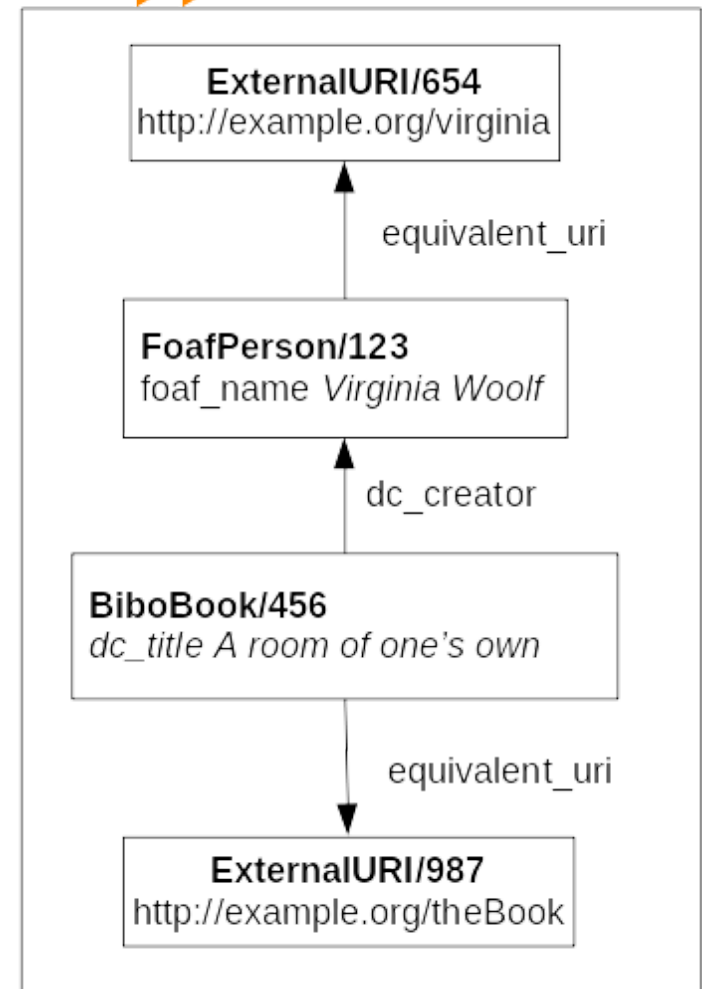 ExternalURI/654
http://example.org/virginia
equivalent_uri
FoafPerson/123
foaf_name Virginia Woolf
dc_creator
BiboBook/456
dc_title A room of one’s own
equivalent_uri
ExternalURI/987
http://example.org/theBook